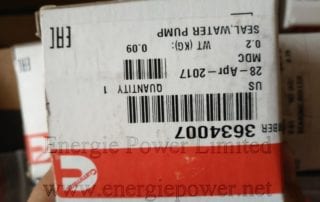 BER 3634007
QUANTITY 1
US
28-Apr-2017
MDC
WT (KG): 0.09
0.2
SEAL,WATER PUMP
EAC
Energie Power Limited
www.energiepower.net